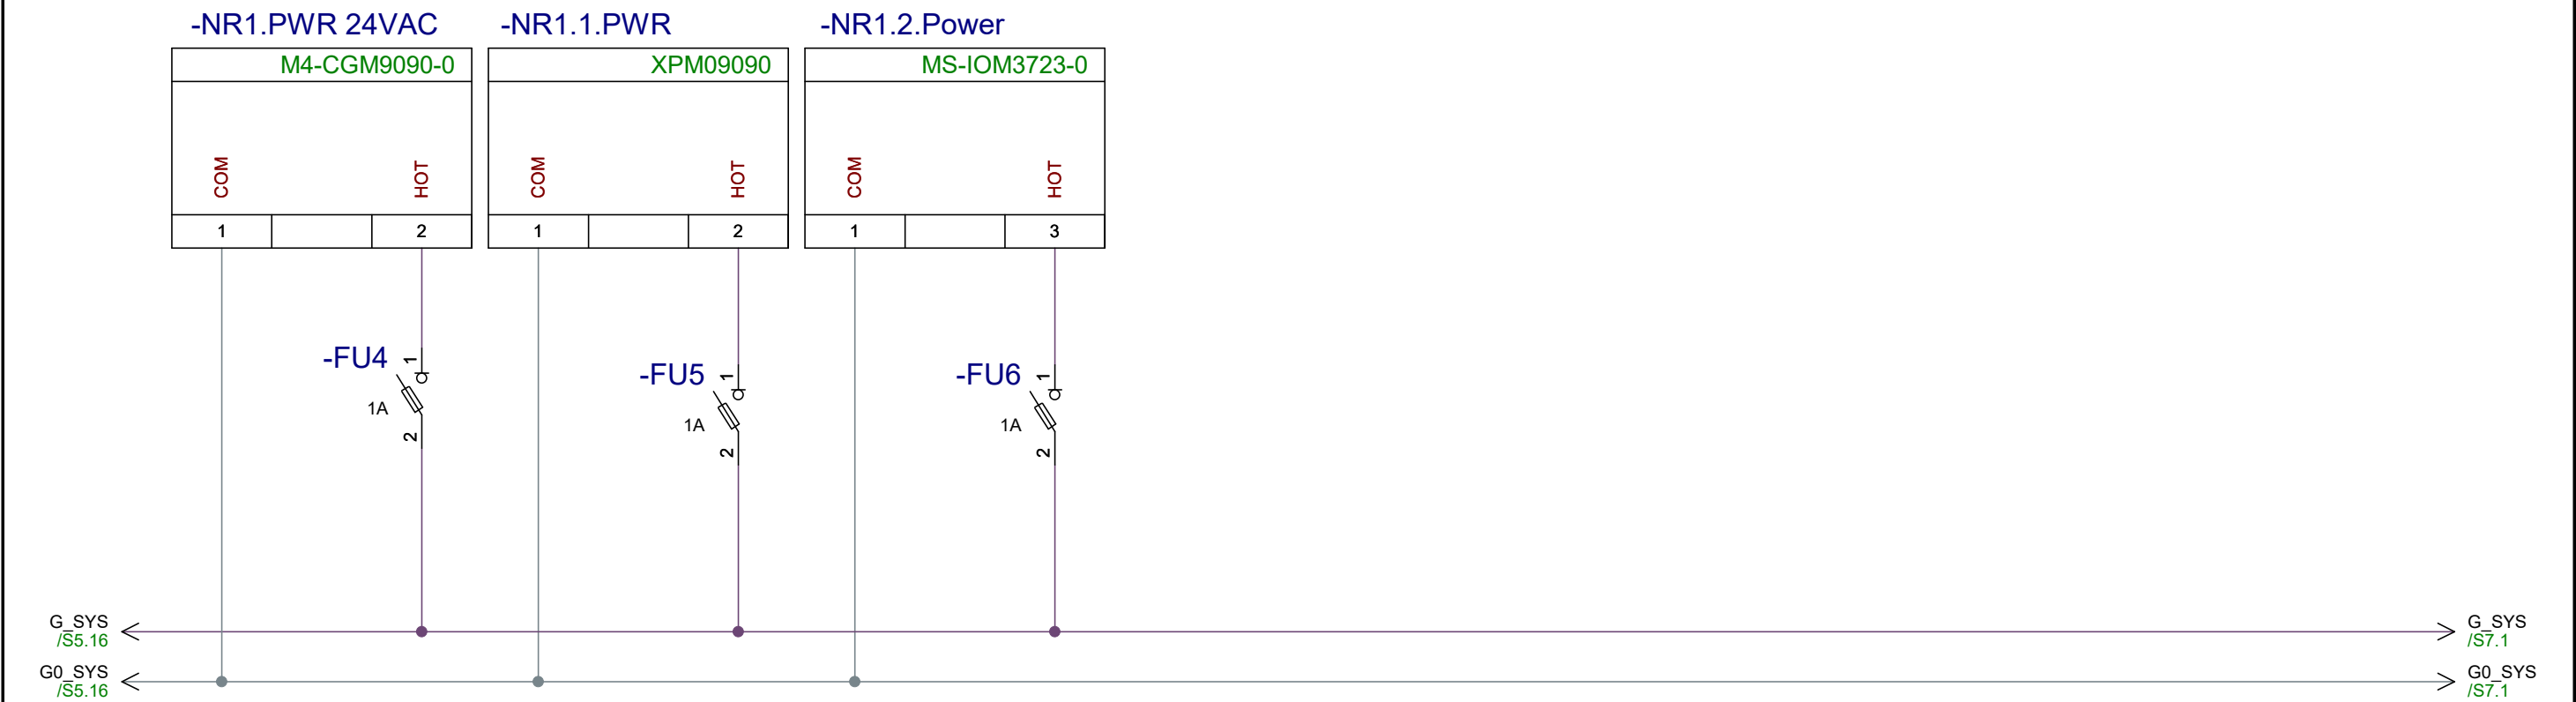 -NR1.PWR 24VAC
M4-CGM9090-0
COM
HOT
1
2
-NR1.1.PWR
XPM09090
COM
HOT
1
2
-NR1.2.Power
MS-IOM3723-0
COM
HOT
1
3
-FU4
1
1A
2
-FU5
1
1A
2
-FU6
1
1A
2
G_SYS
/S5.16
G0_SYS
/S5.16
G_SYS
/S7.1
G0_SYS
/S7.1